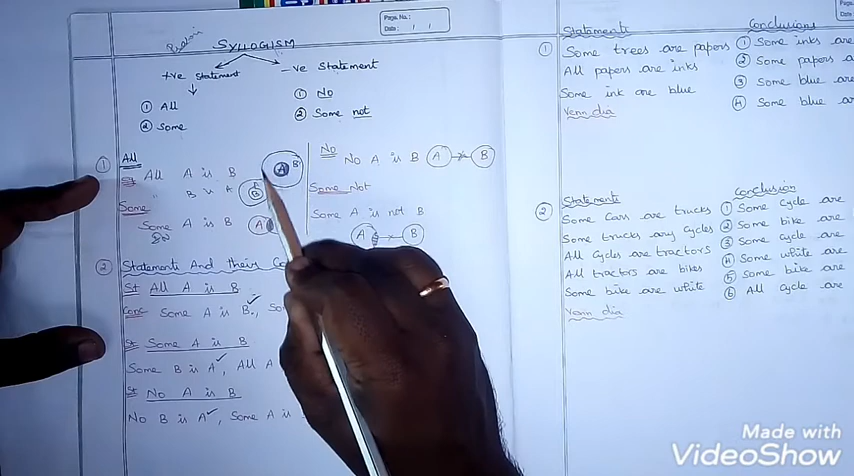 Page. No.:
Date: / /
SYLLOGISM
+ve Statement
-ve Statement
① All
② Some
① No
② Some not
① All
St All A is B
B is A
A B
B
Some
Some A is B
A
No
No A is B A B
Some Not
Some A is not B
A B
② Statements And their Co
St All A is B
Conc Some A is B✓, So
St Some A is B
Some B is A✓, All A
St No A is B
No B is A✓, Some A is
Statements
① Some trees are papers
All papers are inks
Some ink are blue
Venn dia
Conclusions
① Some inks are
② Some papers a
③ Some blue are
④ Some blue ar
Statements
② Some Cars are trucks
Some trucks are cycles
All Cycles are tractors
All tractors are bikes
Some bike are white
Venn dia
Conclusion
① Some cycle are
② Some bike are
③ Some cycle are
④ Some white are
⑤ Some bike are
⑥ All cycle are
Made with
VideoShow